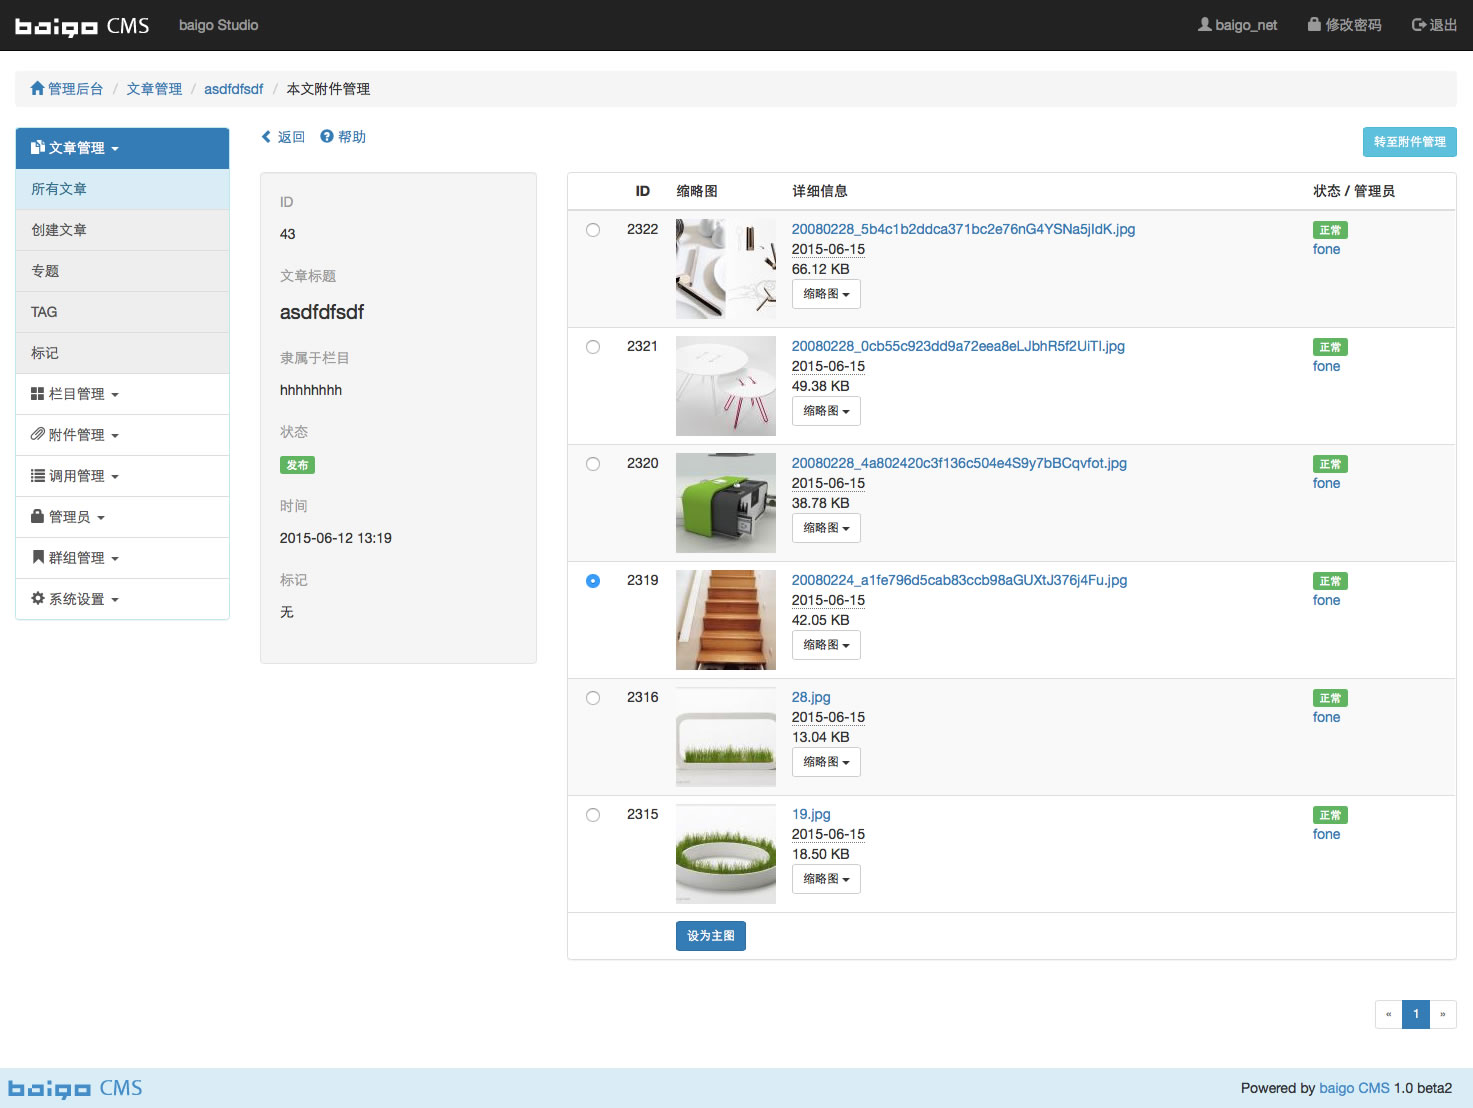 baigo CMS
baigo Studio
baigo_net
修改密码
退出
管理后台 / 文章管理 / asdfdfsdf / 本文附件管理
文章管理
所有文章
创建文章
专题
TAG
标记
栏目管理
附件管理
调用管理
管理员
群组管理
系统设置
返回
帮助
转至附件管理
ID
43
文章标题
asdfdfsdf
隶属于栏目
hhhhhhhh
状态
发布
时间
2015-06-12 13:19
标记
无
ID 缩略图 详细信息 状态 / 管理员
2322
20080228_5b4c1b2ddca371bc2e76nG4YSNa5jIdK.jpg
2015-06-15
66.12 KB
缩略图
正常
fone
2321
20080228_0cb55c923dd9a72eea8eLJbhR5f2UiTl.jpg
2015-06-15
49.38 KB
缩略图
正常
fone
2320
20080228_4a802420c3f136c504e4S9y7bBCqvfot.jpg
2015-06-15
38.78 KB
缩略图
正常
fone
2319
20080224_a1fe796d5cab83ccb98aGUXtJ376j4Fu.jpg
2015-06-15
42.05 KB
缩略图
正常
fone
2316
28.jpg
2015-06-15
13.04 KB
缩略图
正常
fone
2315
19.jpg
2015-06-15
18.50 KB
缩略图
正常
fone
设为主图
« 1 »
baigo CMS
Powered by baigo CMS 1.0 beta2